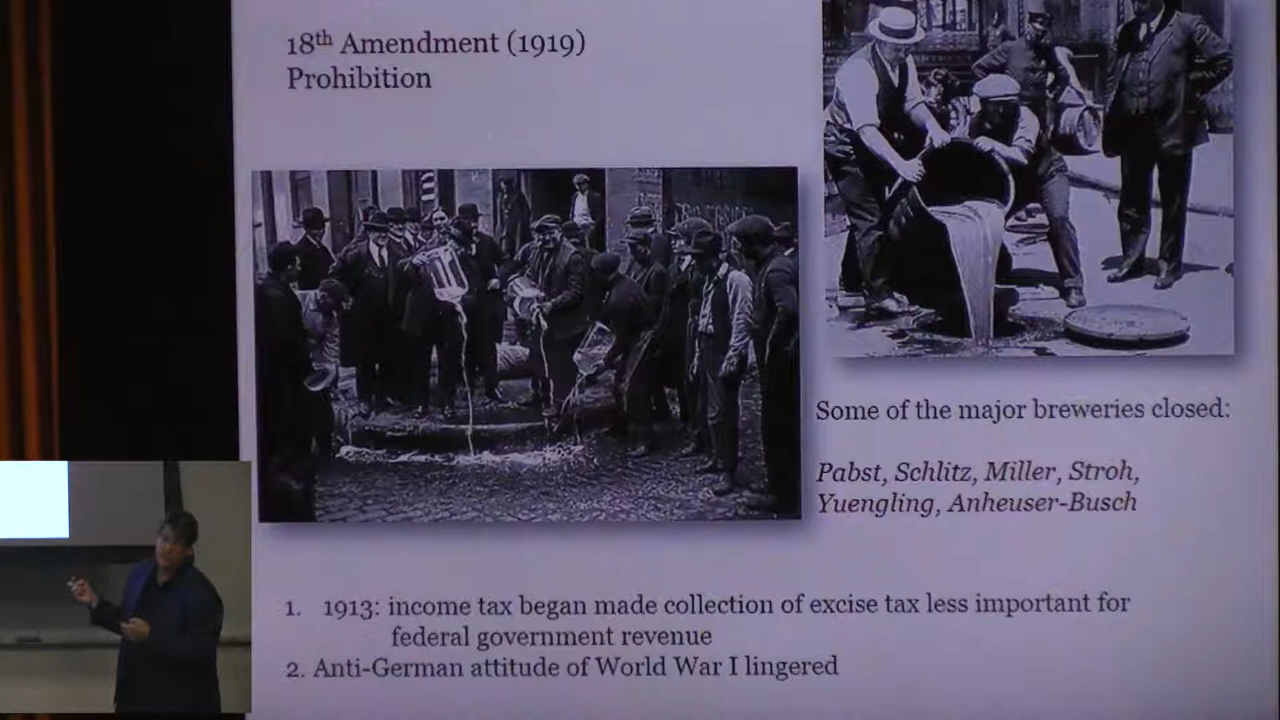 18th Amendment (1919)
Prohibition
Some of the major breweries closed:
Pabst, Schlitz, Miller, Stroh,
Yuengling, Anheuser-Busch
1. 1913: income tax began made collection of excise tax less important for
federal government revenue
2. Anti-German attitude of World War I lingered